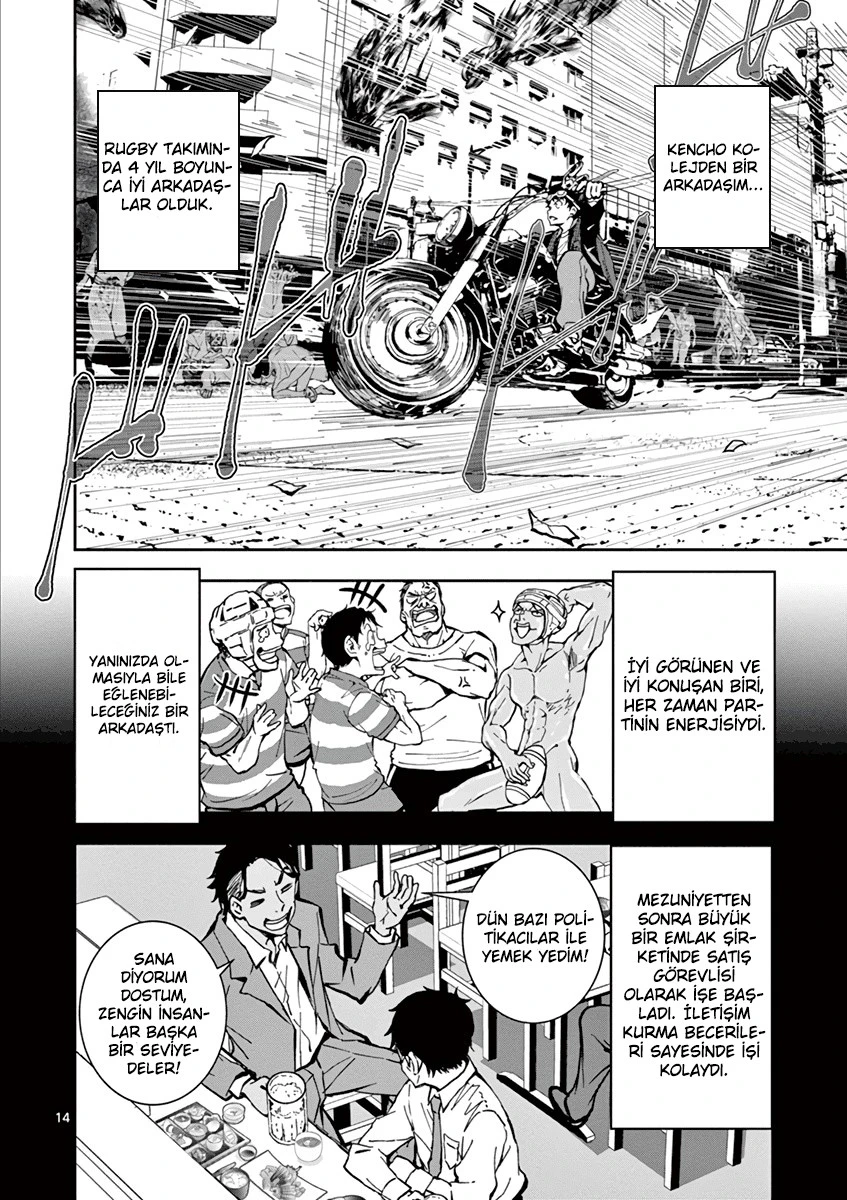 KENCHO KO-
LEJDEN BİR
ARKADAŞIM...
RUGBY TAKIMIN-
DA 4 YIL BOYUN-
CA İYİ ARKADAŞ-
LAR OLDUK.
İYİ GÖRÜNEN VE
İYİ KONUŞAN BİRİ,
HER ZAMAN PAR-
TİNİN ENERJİSİYDİ.
YANINIZDA OL-
MASIYLA BİLE
EĞLENEBİ-
LECEĞİNİZ BİR
ARKADAŞTI.
MEZUNİYETTEN
SONRA BÜYÜK
BİR EMLAK ŞİR-
KETİNDE SATIŞ
GÖREVLİSİ
OLARAK İŞE BAŞ-
LADI. İLETİŞİM
KURMA BECERİLE-
Rİ SAYESİNDE İŞİ
KOLAYDI.
DÜN BAZI POLİ-
TİKACILAR İLE
YEMEK YEDİM!
SANA
DİYORUM
DOSTUM,
ZENGİN İNSAN-
LAR BAŞKA
BİR SEVİYE-
DELER!
14